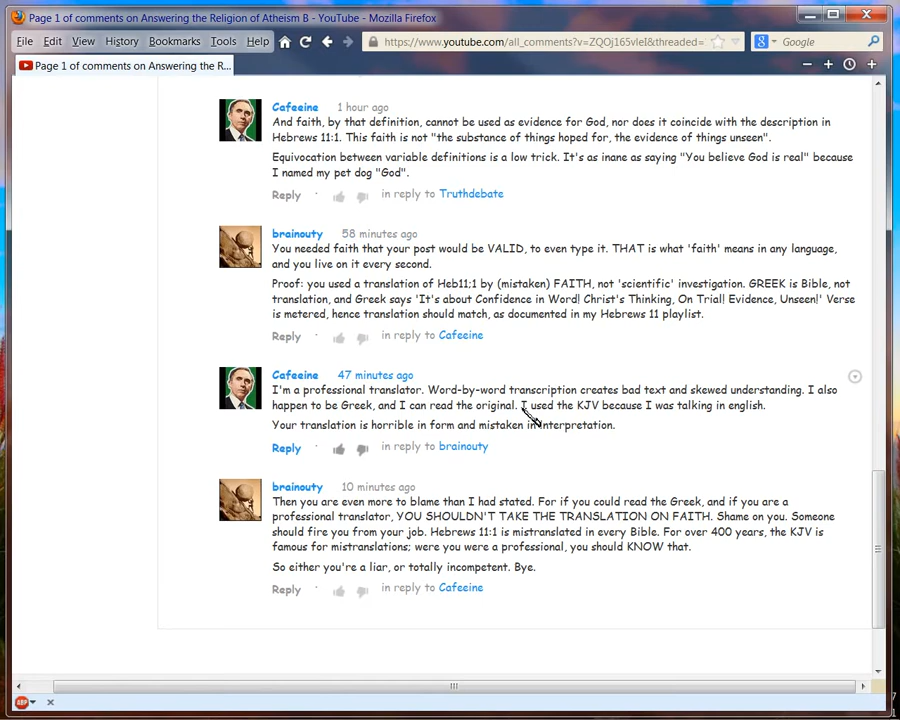 Page 1 of comments on Answering the Religion of Atheism B - YouTube - Mozilla Firefox
File Edit View History Bookmarks Tools Help
https://www.youtube.com/all_comments?v=ZQOj165vIeI&threaded=
Google
Page 1 of comments on Answering the R...
Cafeeine 1 hour ago
And faith, by that definition, cannot be used as evidence for God, nor does it coincide with the description in
Hebrews 11:1. This faith is not "the substance of things hoped for, the evidence of things unseen".
Equivocation between variable definitions is a low trick. It's as inane as saying "You believe God is real" because
I named my pet dog "God".
Reply · in reply to Truthdebate
brainouty 58 minutes ago
You needed faith that your post would be VALID, to even type it. THAT is what 'faith' means in any language,
and you live on it every second.
Proof: you used a translation of Heb11;1 by (mistaken) FAITH, not 'scientific' investigation. GREEK is Bible, not
translation, and Greek says 'It's about Confidence in Word! Christ's Thinking, On Trial! Evidence, Unseen!' Verse
is metered, hence translation should match, as documented in my Hebrews 11 playlist.
Reply · in reply to Cafeeine
Cafeeine 47 minutes ago
I'm a professional translator. Word-by-word transcription creates bad text and skewed understanding. I also
happen to be Greek, and I can read the original. I used the KJV because I was talking in english.
Your translation is horrible in form and mistaken in interpretation.
Reply · in reply to brainouty
brainouty 10 minutes ago
Then you are even more to blame than I had stated. For if you could read the Greek, and if you are a
professional translator, YOU SHOULDN'T TAKE THE TRANSLATION ON FAITH. Shame on you. Someone
should fire you from your job. Hebrews 11:1 is mistranslated in every Bible. For over 400 years, the KJV is
famous for mistranslations; were you were a professional, you should KNOW that.
So either you're a liar, or totally incompetent. Bye.
Reply · in reply to Cafeeine
ABP